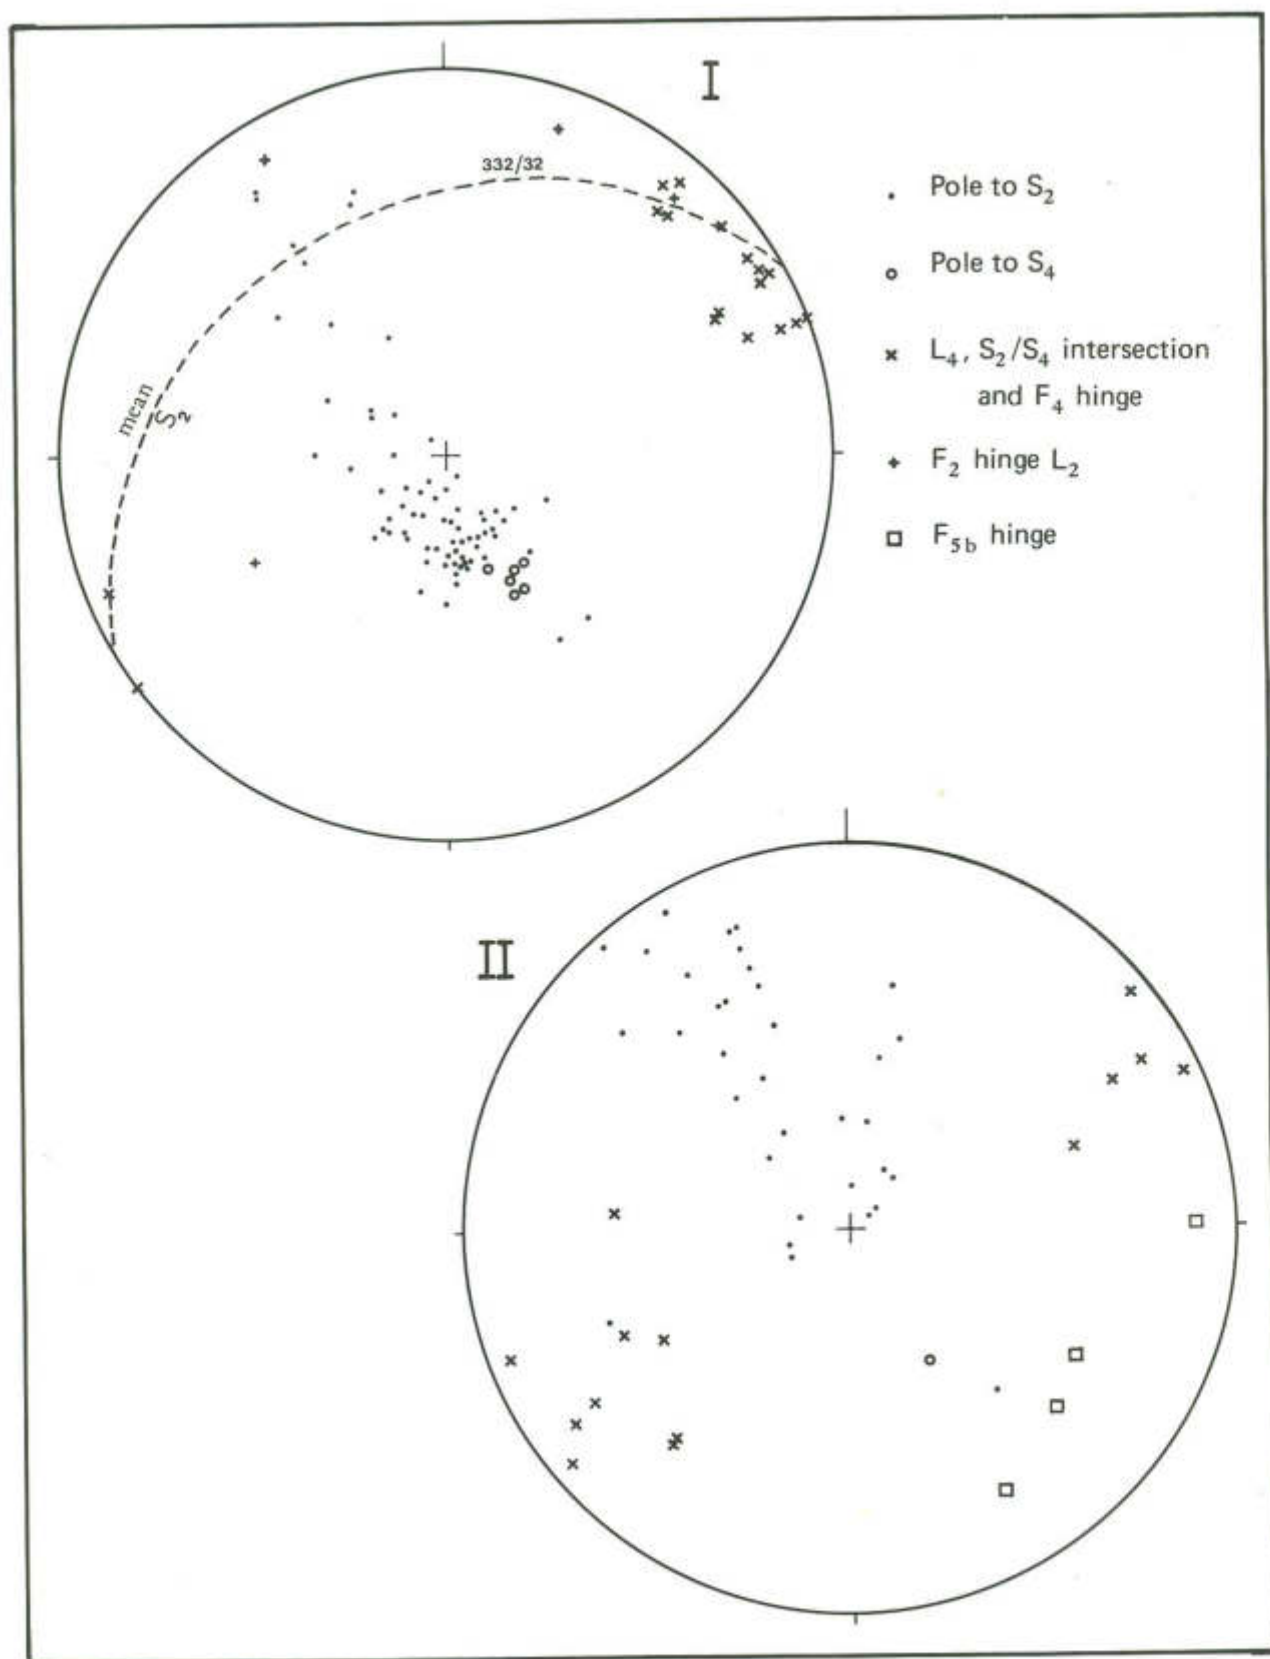 I
332/32
mean
S₂
Pole to S₂
Pole to S₄
L₄, S₂/S₄ intersection
and F₄ hinge
F₂ hinge L₂
F₅b hinge
II